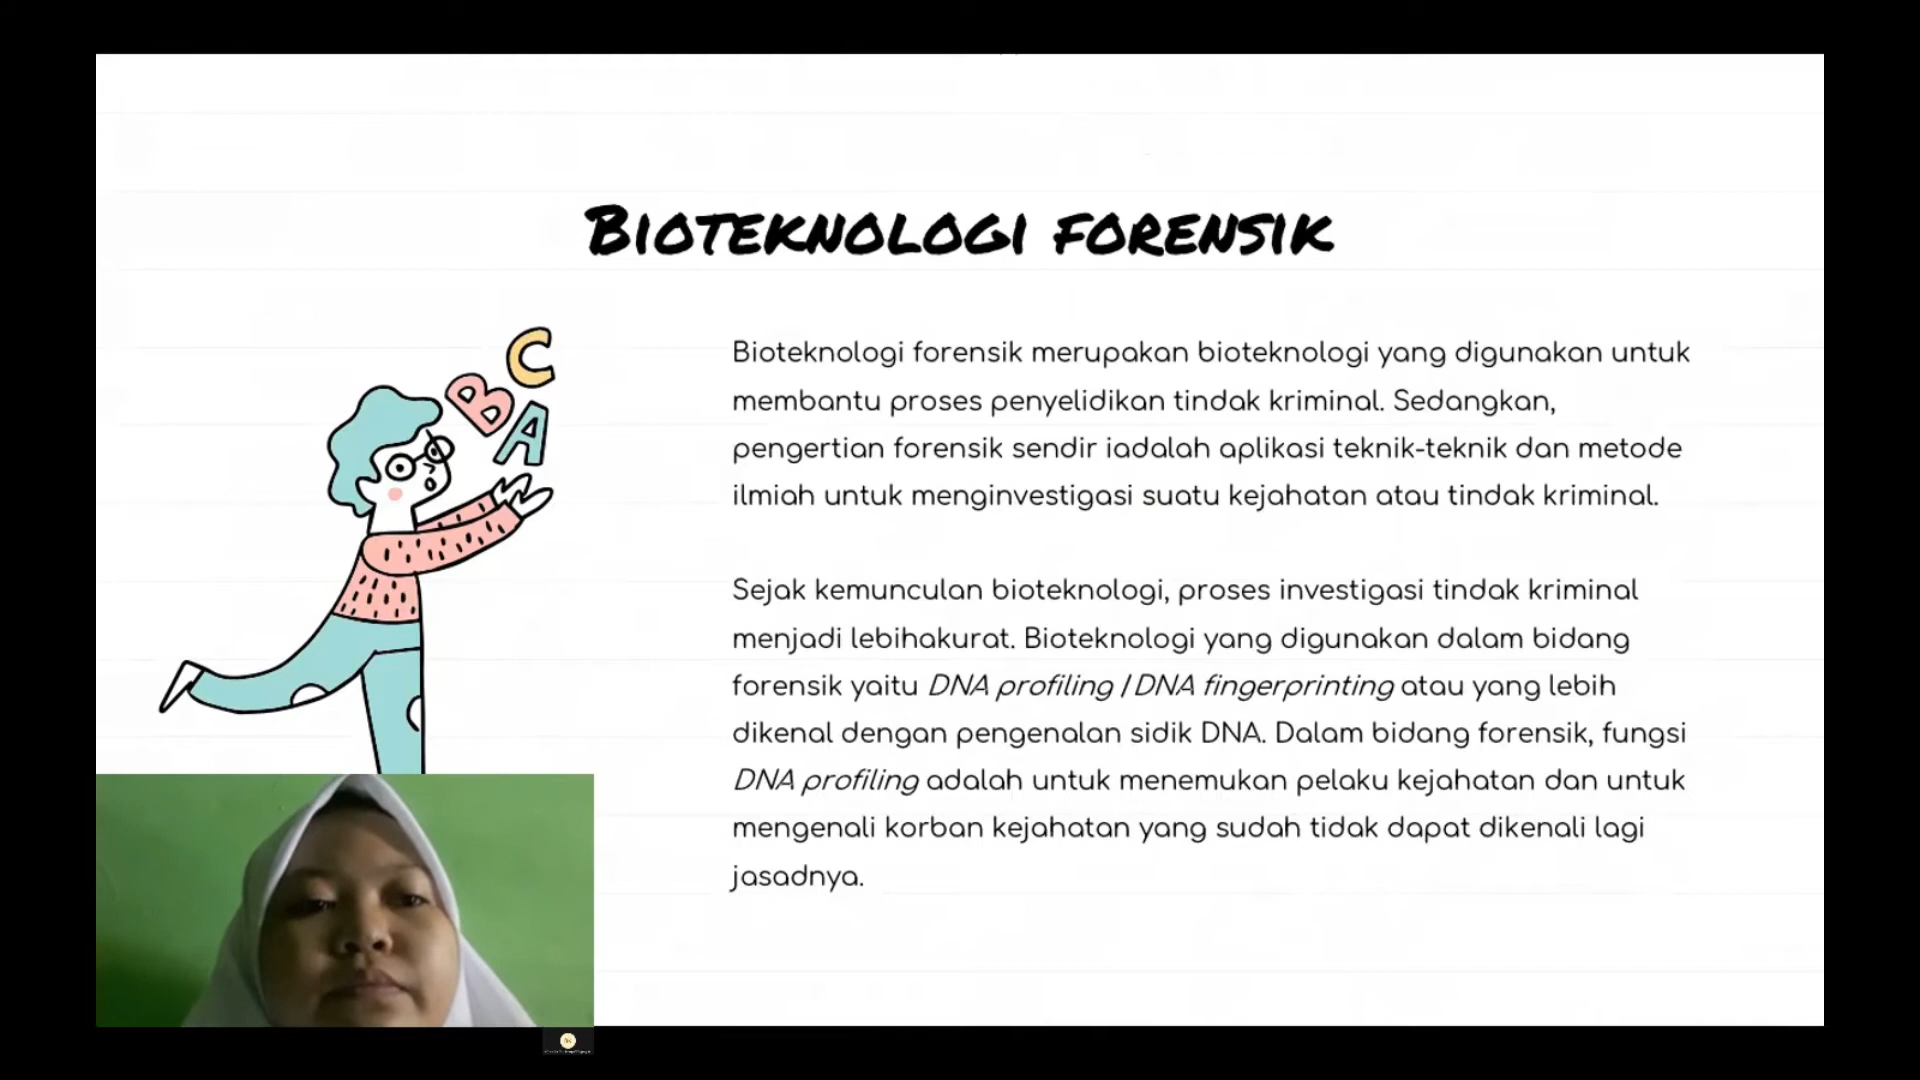 BIOTEKNOLOGI FORENSIK
C
B
A
Bioteknologi forensik merupakan bioteknologi yang digunakan untuk
membantu proses penyelidikan tindak kriminal. Sedangkan,
pengertian forensik sendir iadalah aplikasi teknik-teknik dan metode
ilmiah untuk menginvestigasi suatu kejahatan atau tindak kriminal.
Sejak kemunculan bioteknologi, proses investigasi tindak kriminal
menjadi lebihakurat. Bioteknologi yang digunakan dalam bidang
forensik yaitu DNA profiling / DNA fingerprinting atau yang lebih
dikenal dengan pengenalan sidik DNA. Dalam bidang forensik, fungsi
DNA profiling adalah untuk menemukan pelaku kejahatan dan untuk
mengenali korban kejahatan yang sudah tidak dapat dikenali lagi
jasadnya.